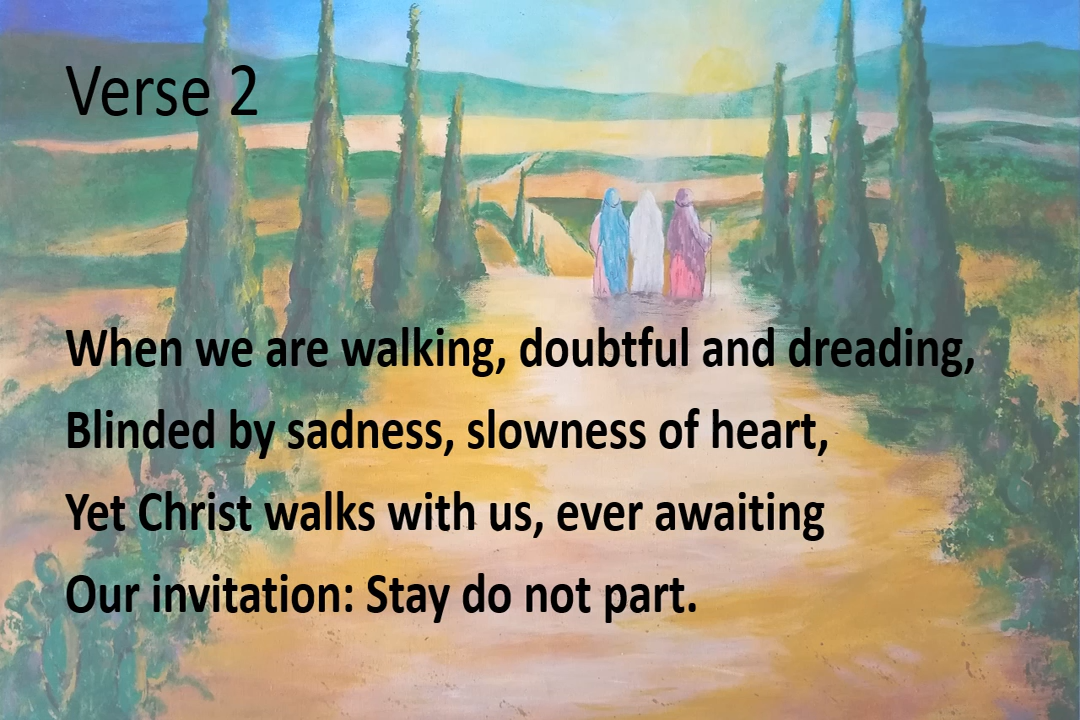 Verse 2
When we are walking, doubtful and dreading,
Blinded by sadness, slowness of heart,
Yet Christ walks with us, ever awaiting
Our invitation: Stay do not part.